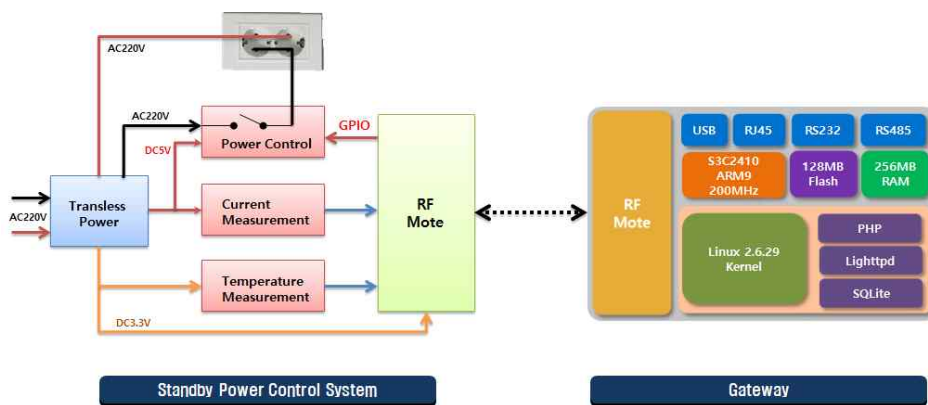 AC220V
AC220V
GPIO
Power Control
DC5V
AC220V
Transless
Power
Current
Measurement
RF
Mote
Temperature
Measurement
DC3.3V
Standby Power Control System
RF
Mote
USB
RJ45
RS232
RS485
S3C2410
ARM9
200MHz
128MB
Flash
256MB
RAM
Linux 2.6.29
Kernel
PHP
Lighttpd
SQLite
Gateway